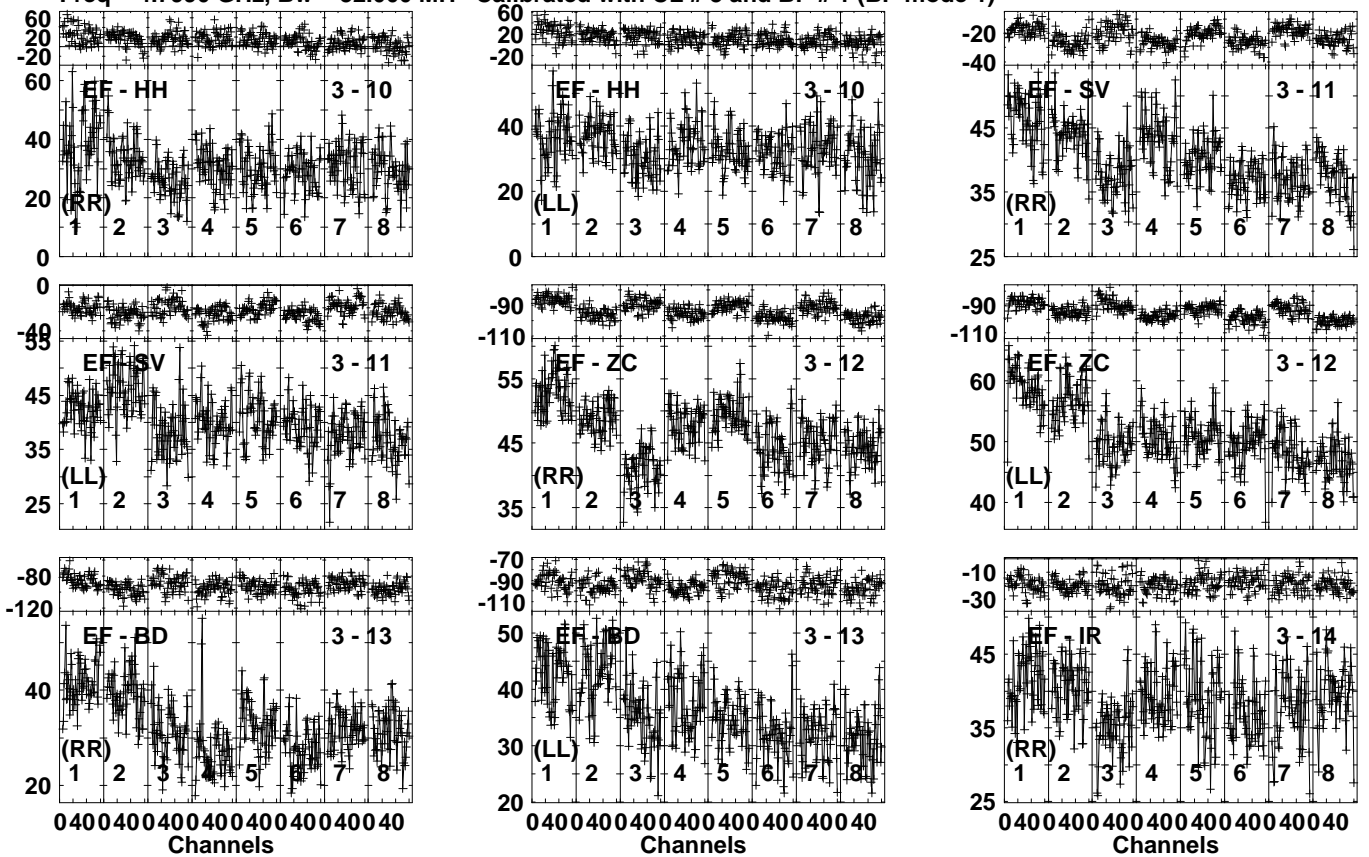 60 20 -20 60 EF - HH 3 - 10 40 20 (RR) 1 2 3 4 5 6 7 8 0
60 20 -20 EF - HH 3 - 10 40 20 (LL) 1 2 3 4 5 6 7 8 0
-20 -40 EF - SV 3 - 11 45 35 (RR) 1 2 3 4 5 6 7 8 25
0 -40 55 EF - SV 3 - 11 45 35 (LL) 25 1 2 3 4 5 6 7 8
-90 -110 EF - ZC 3 - 12 55 45 (RR) 35 1 2 3 4 5 6 7 8
-90 -110 EF - ZC 3 - 12 60 50 (LL) 40 1 2 3 4 5 6 7 8
-80 -120 EF - BD 3 - 13 40 (RR) 20 1 2 3 4 5 6 7 8
-70 -90 -110 50 EF - BD 3 - 13 40 30 (LL) 20 1 2 3 4 5 6 7 8
-10 -30 EF - IR 3 - 14 45 35 (RR) 25 1 2 3 4 5 6 7 8
0 40 0 40 0 40 0 40 0 40 0 40 0 40 0 40
Channels
0 40 0 40 0 40 0 40 0 40 0 40 0 40 0 40
Channels
0 40 0 40 0 40 0 40 0 40 0 40 0 40 0 40
Channels